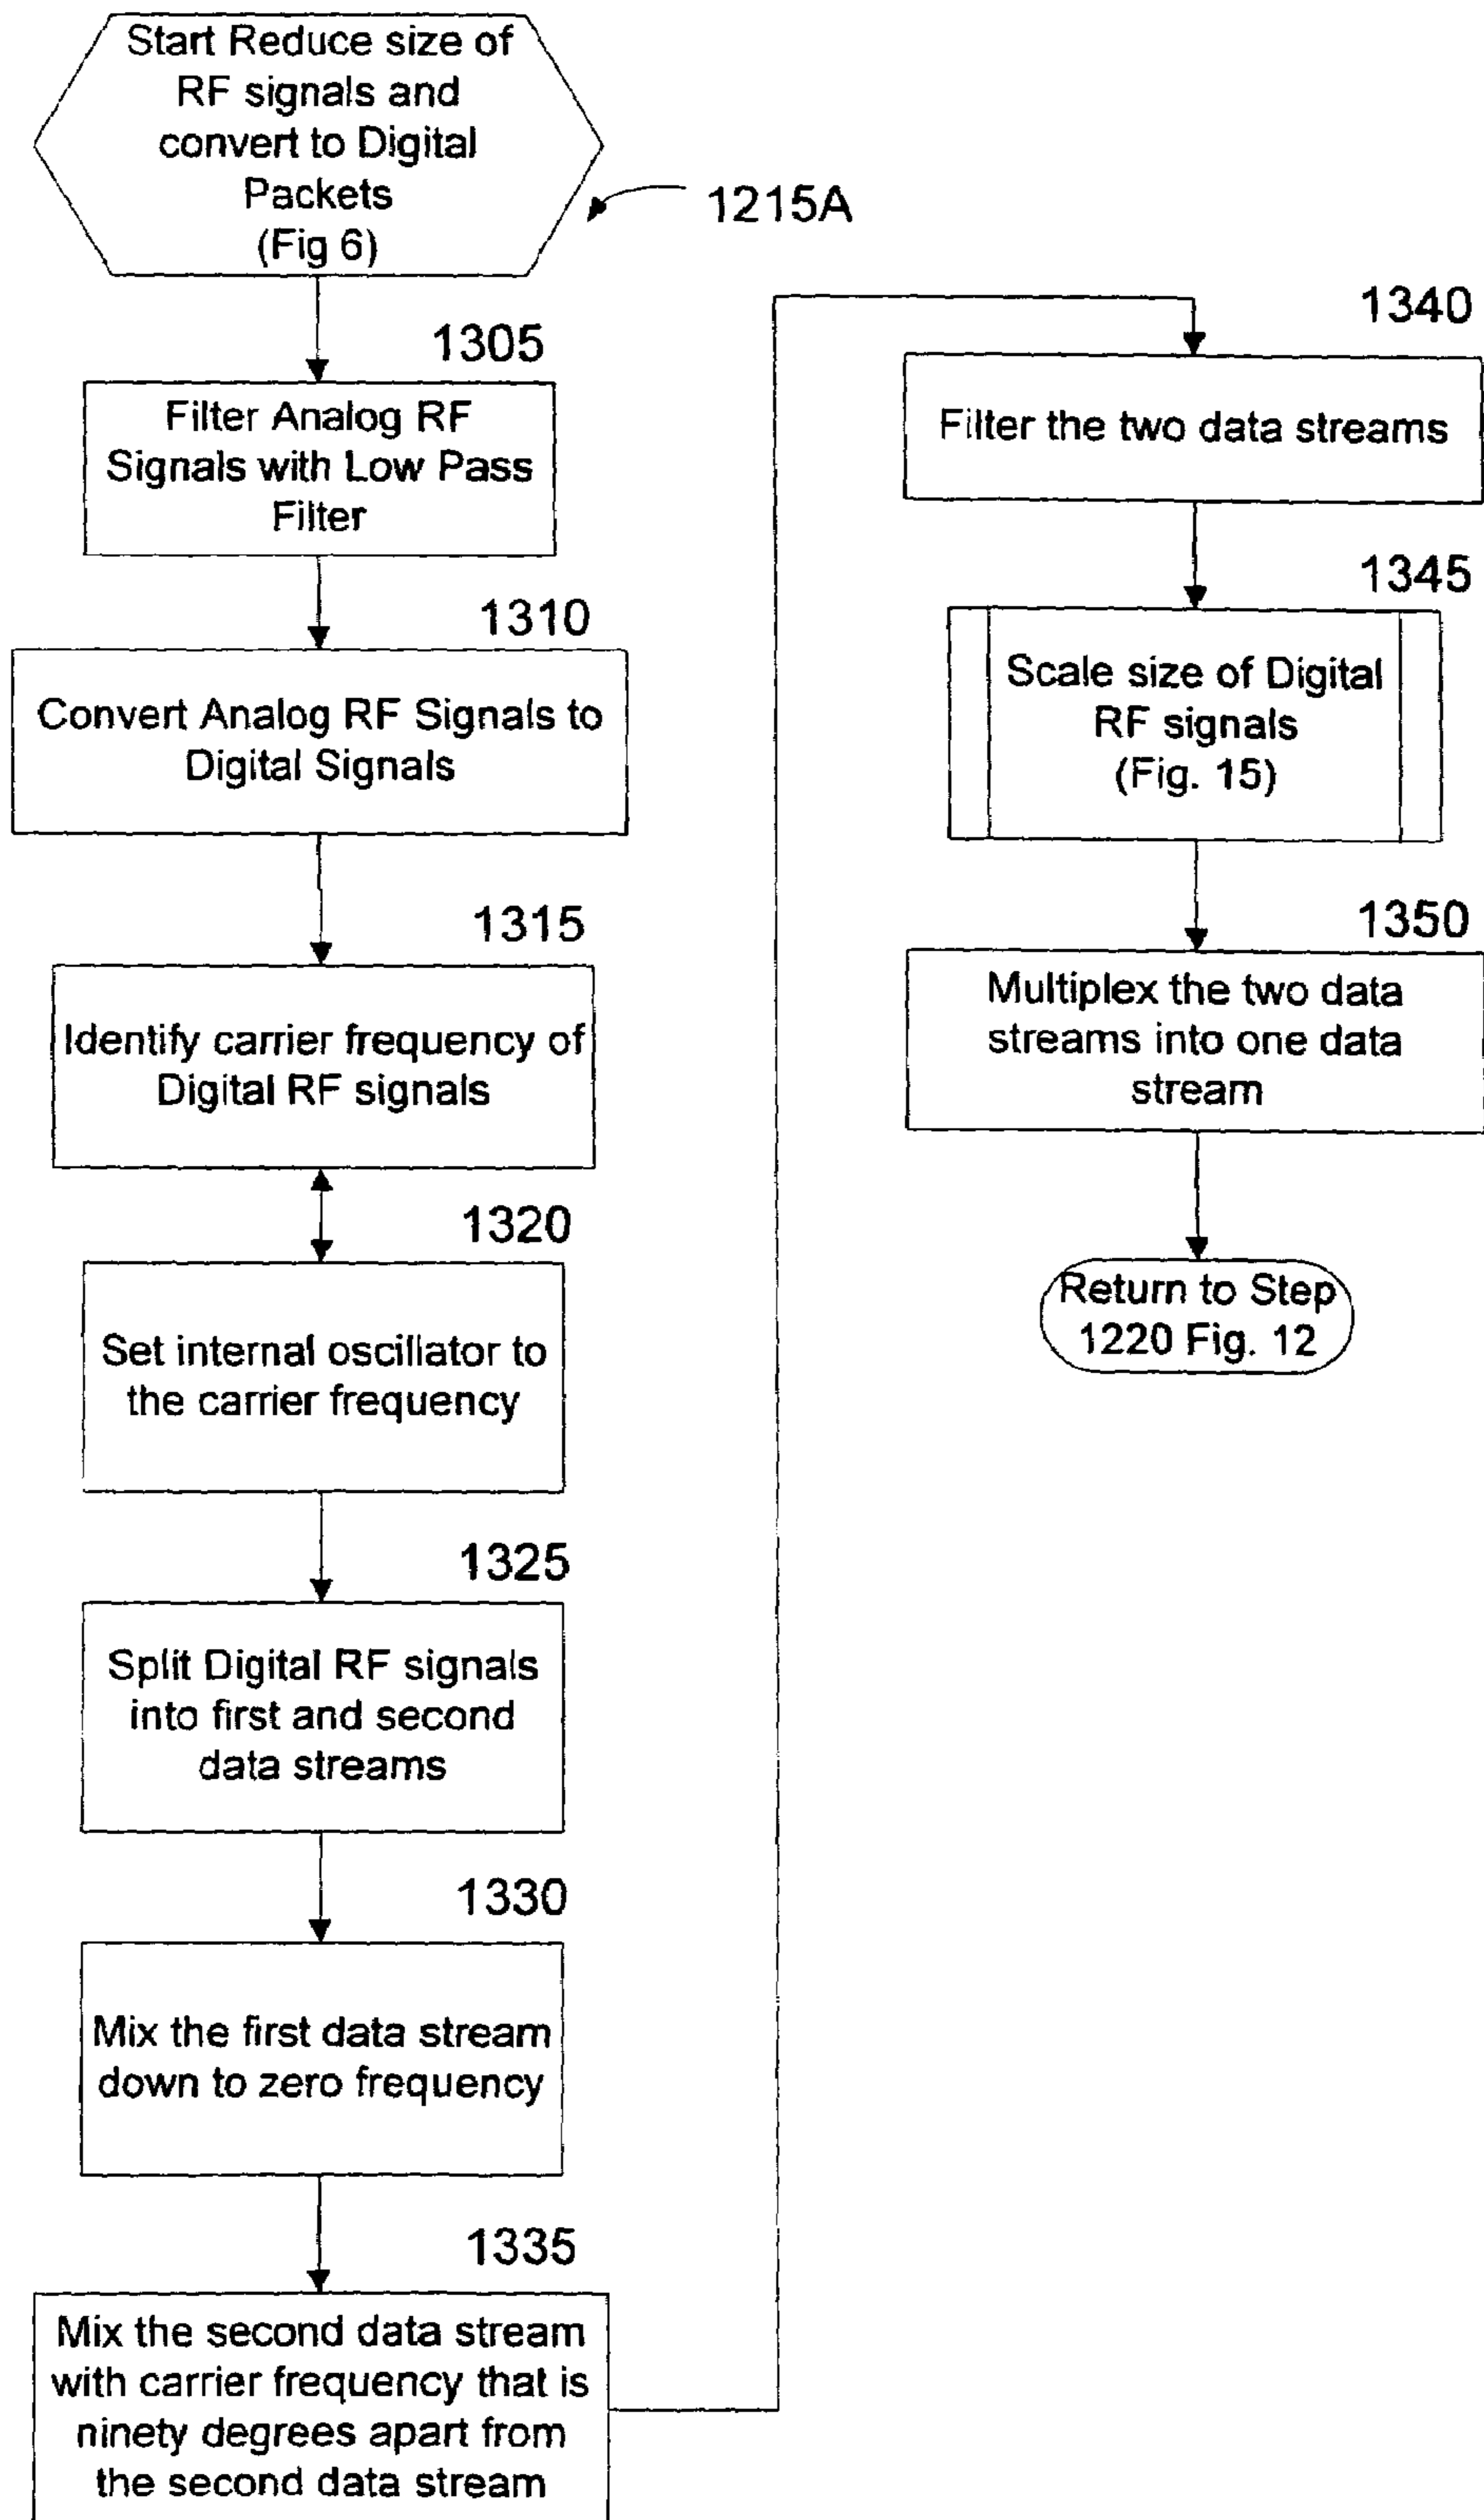 Start Reduce size of
RF signals and
convert to Digital
Packets
(Fig 6)
1215A
1305
Filter Analog RF
Signals with Low Pass
Filter
1310
Convert Analog RF Signals to
Digital Signals
1315
Identify carrier frequency of
Digital RF signals
1320
Set internal oscillator to
the carrier frequency
1325
Split Digital RF signals
into first and second
data streams
1330
Mix the first data stream
down to zero frequency
1335
Mix the second data stream
with carrier frequency that is
ninety degrees apart from
the second data stream
1340
Filter the two data streams
1345
Scale size of Digital
RF signals
(Fig. 15)
1350
Multiplex the two data
streams into one data
stream
Return to Step
1220 Fig. 12